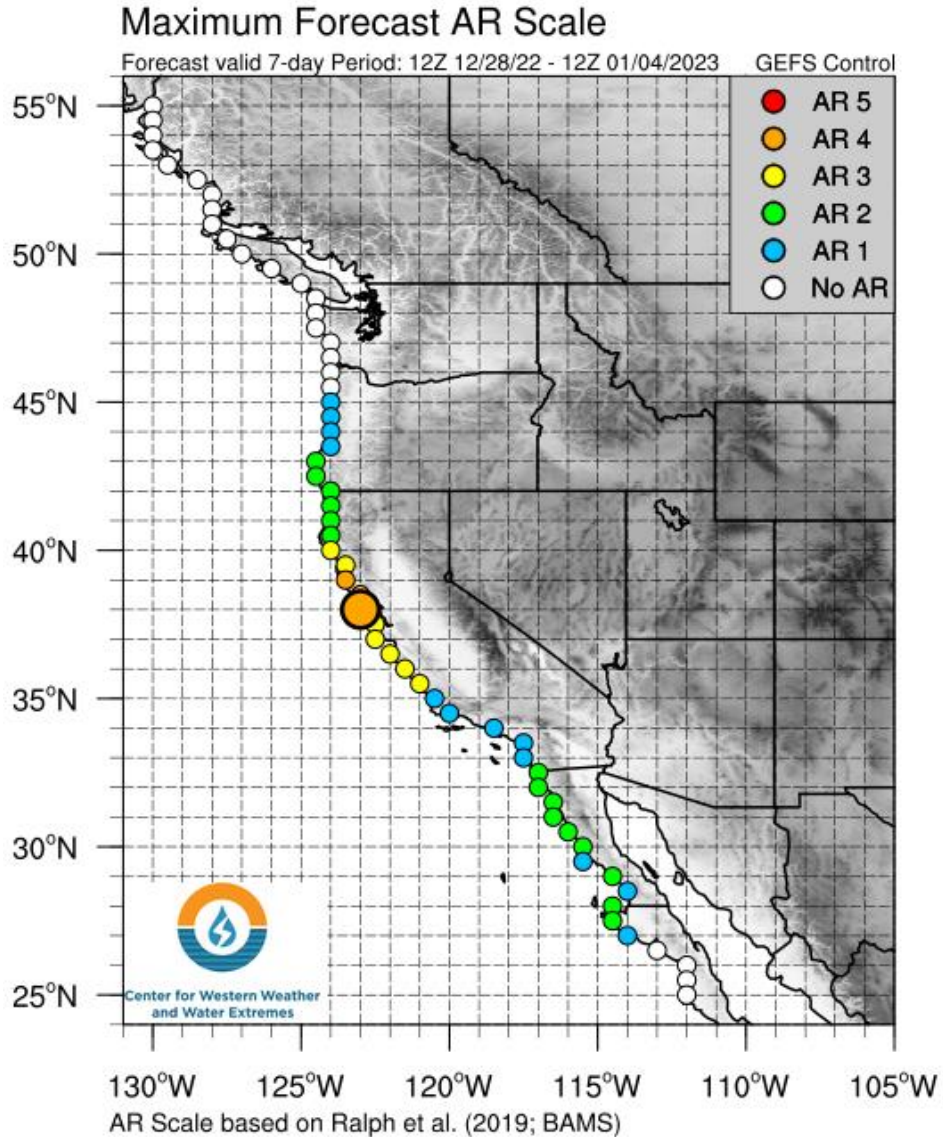 Maximum Forecast AR Scale
Forecast valid 7-day Period: 12Z 12/28/22 - 12Z 01/04/2023 GEFS Control
AR 5
AR 4
AR 3
AR 2
AR 1
No AR
55°N
50°N
45°N
40°N
35°N
30°N
25°N
Center for Western Weather
and Water Extremes
130°W 125°W 120°W 115°W 110°W 105°W
AR Scale based on Ralph et al. (2019; BAMS)